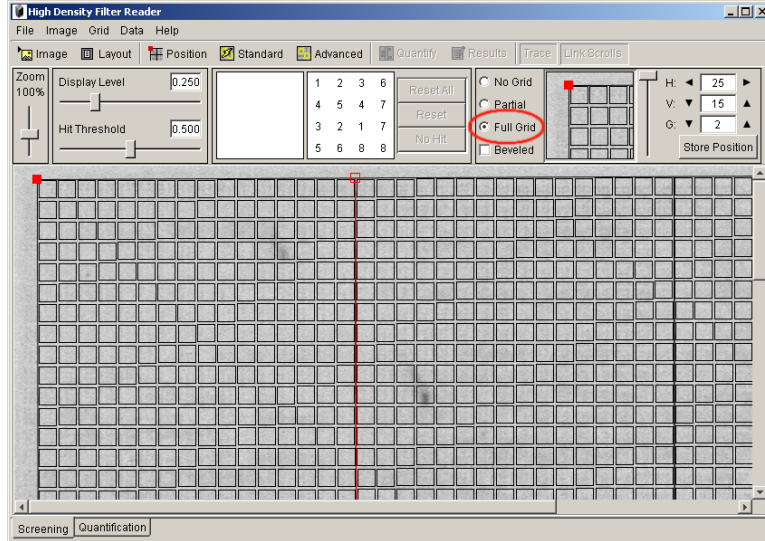 High Density Filter Reader
File Image Grid Data Help
Image Layout Position Standard Advanced Quantify Results Trace Link Scrolls
Zoom
100%
Display Level 0.250
Hit Threshold 0.500
1 2 3 6
4 5 4 7
3 2 1 7
5 6 8 8
Reset All
Reset
No Hit
No Grid
Partial
Full Grid
Beveled
H: 25
V: 15
G: 2
Store Position
Screening Quantification